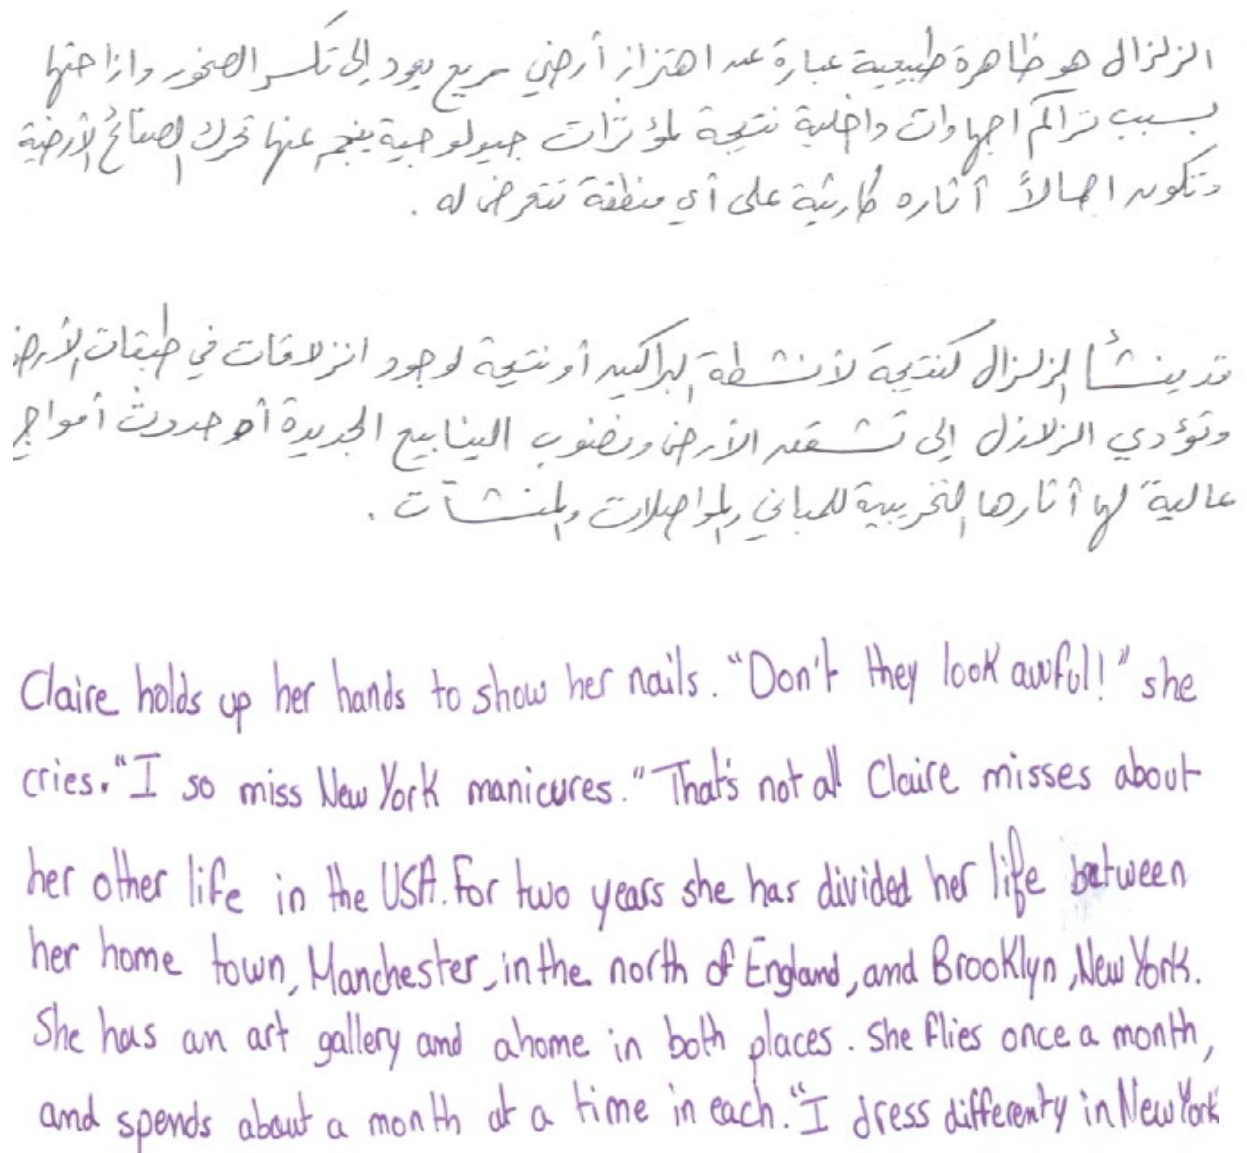 الزلزال هو ظاهرة طبيعية عبارة عن اهتزاز أرضي سريع يعود إلى تكسر الصخور وازاحتها
بسبب تراكم اجهادات داخلية نتيجة لمؤثرات جيولوجية ينجم عنها تحرك الصفائح الأرضية
وتكون اجمالاً آثاره كارثية على أي منطقة تتعرض له .
قد ينشأ الزلزال كنتيجة لأنشطة البراكين أو نتيجة لوجود انزلاقات في طبقات الأرض
وتؤدي الزلازل إلى تشقق الأرض ونضوب الينابيع الجديدة أو حدوث أمواج
عالية لها آثارها التخريبية للمباني والمواصلات والمنشآت .
Claire holds up her hands to show her nails. "Don't they look awful!" she
cries. "I so miss New York manicures." That's not all Claire misses about
her other life in the USA. For two years she has divided her life between
her home town, Manchester, in the north of England, and Brooklyn, New York.
She has an art gallery and ahome in both places. She flies once a month,
and spends about a month at a time in each. "I dress differenty in New York